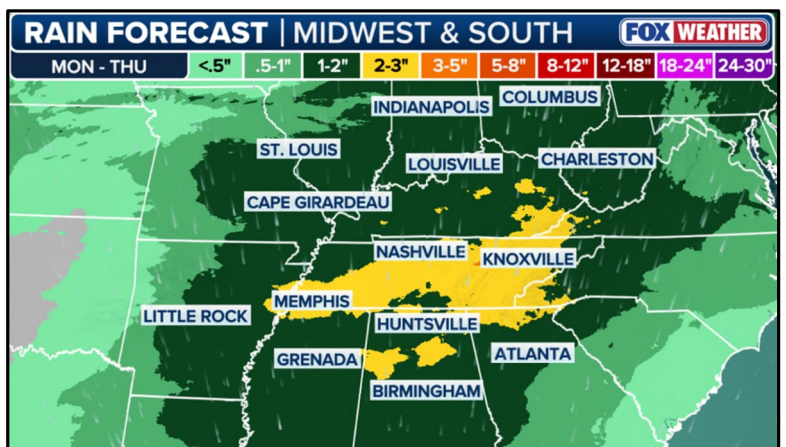 RAIN FORECAST | MIDWEST & SOUTH FOX WEATHER
MON - THU <.5" .5-1" 1-2" 2-3" 3-5" 5-8" 8-12" 12-18" 18-24" 24-30"
INDIANAPOLIS COLUMBUS
ST. LOUIS LOUISVILLE CHARLESTON
CAPE GIRARDEAU
NASHVILLE KNOXVILLE
MEMPHIS
LITTLE ROCK HUNTSVILLE
GRENADA ATLANTA
BIRMINGHAM